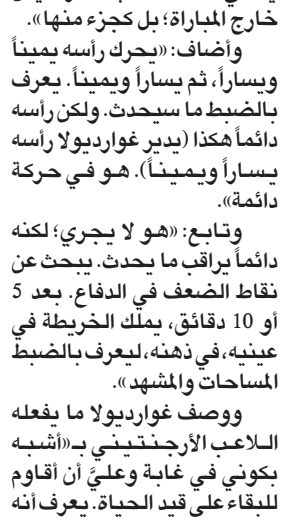 خارج المباراة؛ بل كجزء منها».
وأضاف: «يحرك رأسه يميناً
ويساراً، ثم يساراً ويميناً. يعرف
بالضبط ما سيحدث. ولكن رأسه
دائماً هكذا (يدير غوارديولا رأسه
يساراً ويميناً). هو في حركة
دائمة».
وتابع: «هو لا يجري؛ لكنه
دائماً يراقب ما يحدث. يبحث عن
نقاط الضعف في الدفاع. بعد 5
أو 10 دقائق، يملك الخريطة في
عينيه، في ذهنه، ليعرف بالضبط
المساحات والمشهد».
ووصف غوارديولا ما يفعله
اللاعب الأرجنتيني بـ«أشبه
بكوني في غابة وعليَّ أن أقاوم
للبقاء على قيد الحياة. يعرف أنه